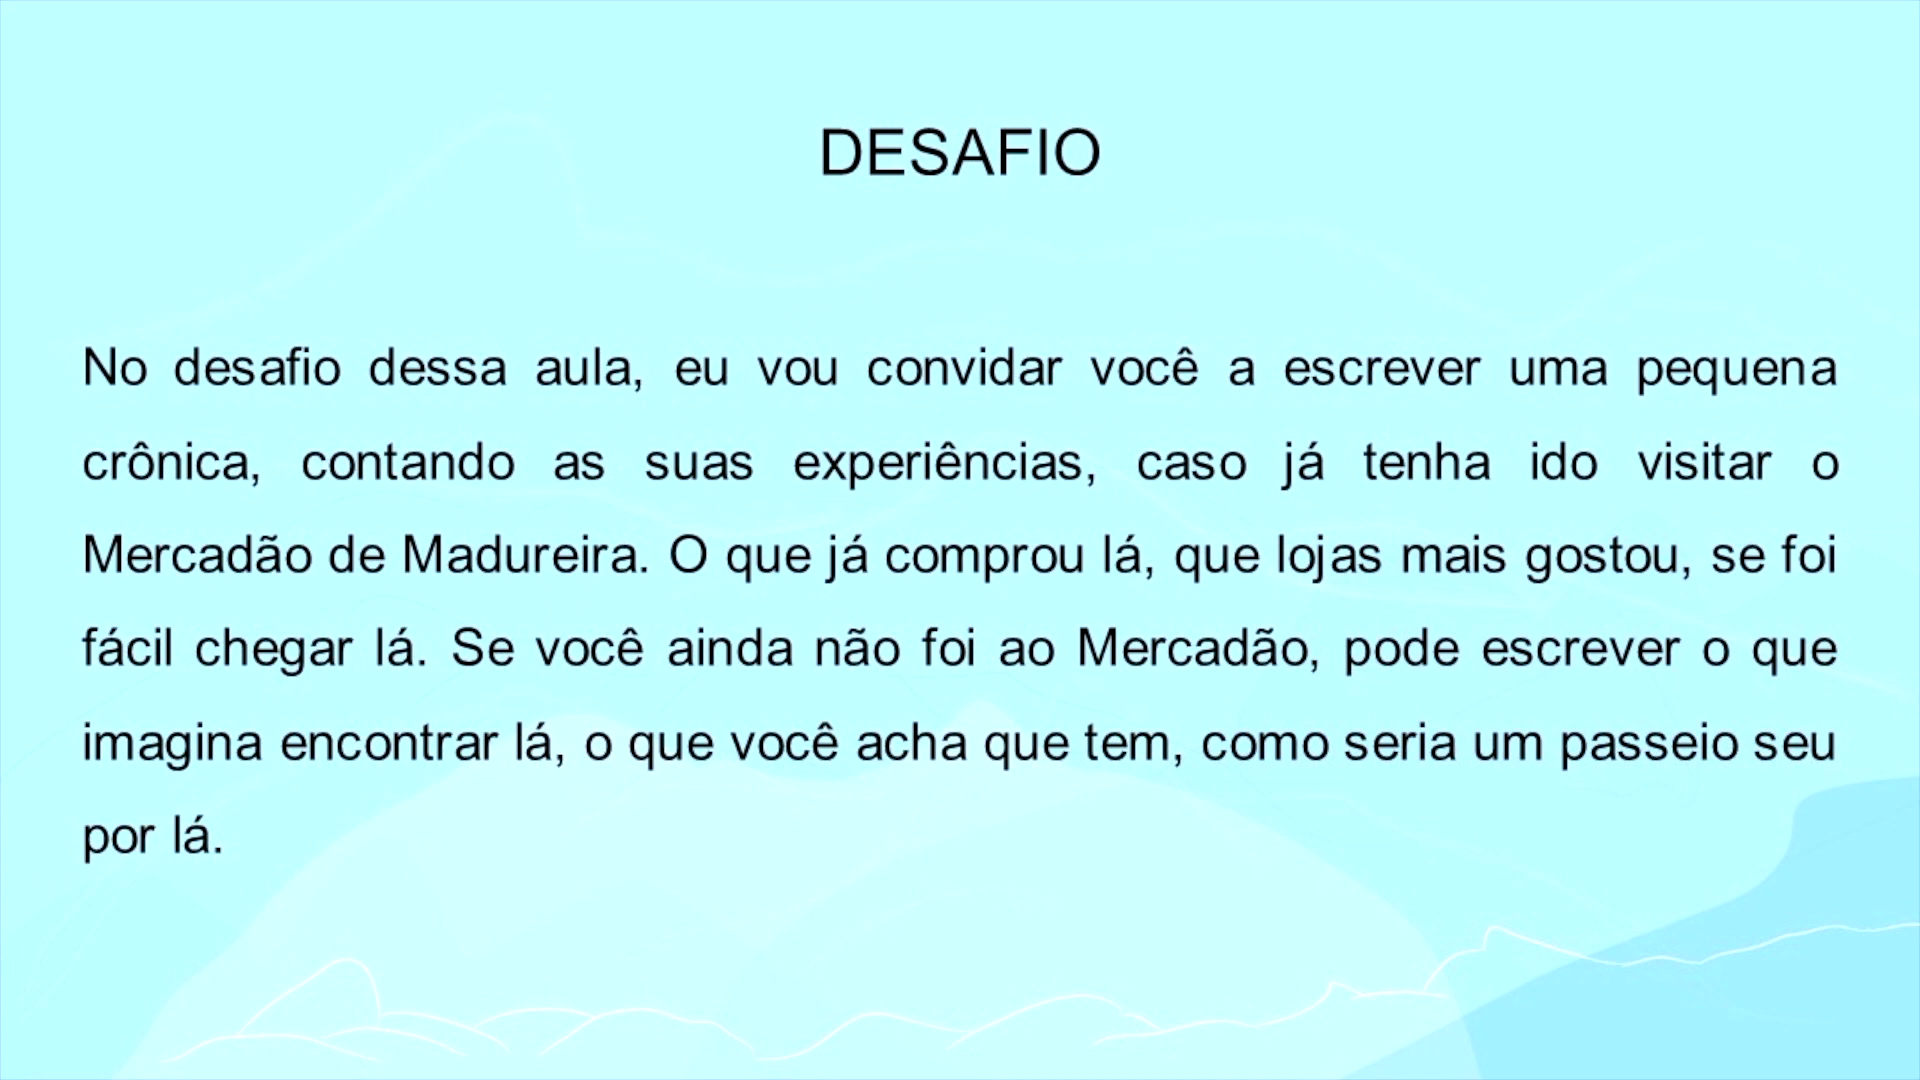 DESAFIO
No desafio dessa aula, eu vou convidar você a escrever uma pequena
crônica, contando as suas experiências, caso já tenha ido visitar o
Mercadão de Madureira. O que já comprou lá, que lojas mais gostou, se foi
fácil chegar lá. Se você ainda não foi ao Mercadão, pode escrever o que
imagina encontrar lá, o que você acha que tem, como seria um passeio seu
por lá.